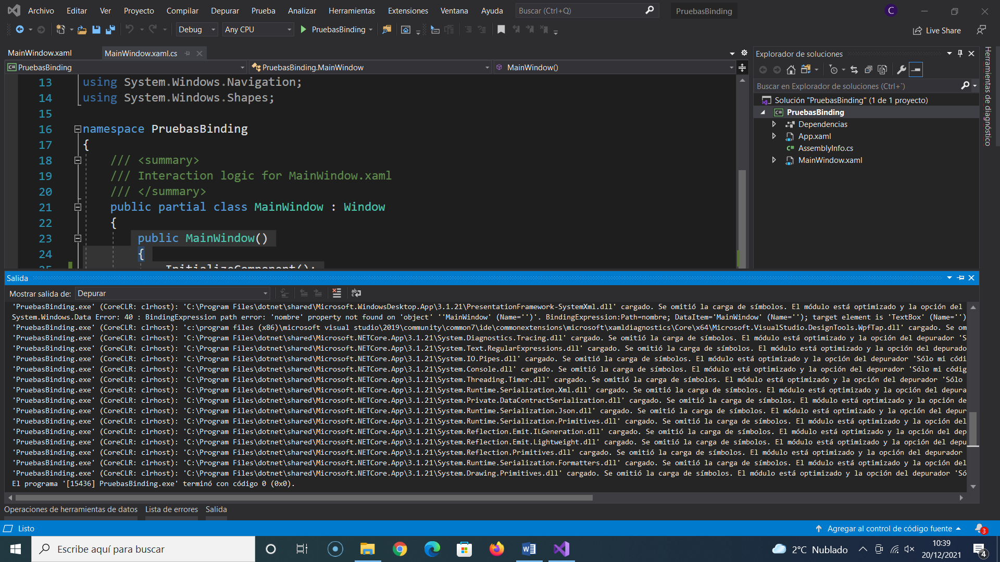 Archivo Editar Ver Proyecto Compilar Depurar Prueba Analizar Herramientas Extensiones Ventana Ayuda Buscar (Ctrl+Q) PruebasBinding C
Debug Any CPU PruebasBinding Live Share
MainWindow.xaml MainWindow.xaml.cs
C# PruebasBinding PruebasBinding.MainWindow MainWindow()
13 using System.Windows.Navigation;
14 using System.Windows.Shapes;
15
16 namespace PruebasBinding
17 {
18 /// <summary>
19 /// Interaction logic for MainWindow.xaml
20 /// </summary>
21 public partial class MainWindow : Window
22 {
23 public MainWindow()
24 {
25 InitializeComponent();
Explorador de soluciones
Buscar en Explorador de soluciones (Ctrl+`)
Solución "PruebasBinding" (1 de 1 proyecto)
C# PruebasBinding
Dependencias
App.xaml
C# AssemblyInfo.cs
MainWindow.xaml
Herramientas de diagnóstico
Salida
Mostrar salida de: Depurar
'PruebasBinding.exe' (CoreCLR: clrhost): 'C:\Program Files\dotnet\shared\Microsoft.WindowsDesktop.App\3.1.21\PresentationFramework-SystemXml.dll' cargado. Se omitió la carga de símbolos. El módulo está optimizado y la opción del
System.Windows.Data Error: 40 : BindingExpression path error: 'nombre' property not found on 'object' ''MainWindow' (Name='')'. BindingExpression:Path=nombre; DataItem='MainWindow' (Name=''); target element is 'TextBox' (Name='')
'PruebasBinding.exe' (CoreCLR: clrhost): 'c:\program files (x86)\microsoft visual studio\2019\community\common7\ide\commonextensions\microsoft\xamldiagnostics\Core\x64\Microsoft.VisualStudio.DesignTools.WpfTap.dll' cargado. Se om
'PruebasBinding.exe' (CoreCLR: clrhost): 'C:\Program Files\dotnet\shared\Microsoft.NETCore.App\3.1.21\System.Diagnostics.Tracing.dll' cargado. Se omitió la carga de símbolos. El módulo está optimizado y la opción del depurador 'S
'PruebasBinding.exe' (CoreCLR: clrhost): 'C:\Program Files\dotnet\shared\Microsoft.NETCore.App\3.1.21\System.Text.RegularExpressions.dll' cargado. Se omitió la carga de símbolos. El módulo está optimizado y la opción del depurado
'PruebasBinding.exe' (CoreCLR: clrhost): 'C:\Program Files\dotnet\shared\Microsoft.NETCore.App\3.1.21\System.IO.Pipes.dll' cargado. Se omitió la carga de símbolos. El módulo está optimizado y la opción del depurador 'Sólo mi códi
'PruebasBinding.exe' (CoreCLR: clrhost): 'C:\Program Files\dotnet\shared\Microsoft.NETCore.App\3.1.21\System.Console.dll' cargado. Se omitió la carga de símbolos. El módulo está optimizado y la opción del depurador 'Sólo mi códig
'PruebasBinding.exe' (CoreCLR: clrhost): 'C:\Program Files\dotnet\shared\Microsoft.NETCore.App\3.1.21\System.Threading.Timer.dll' cargado. Se omitió la carga de símbolos. El módulo está optimizado y la opción del depurador 'Sólo
'PruebasBinding.exe' (CoreCLR: clrhost): 'C:\Program Files\dotnet\shared\Microsoft.NETCore.App\3.1.21\System.Runtime.Serialization.Xml.dll' cargado. Se omitió la carga de símbolos. El módulo está optimizado y la opción del depura
'PruebasBinding.exe' (CoreCLR: clrhost): 'C:\Program Files\dotnet\shared\Microsoft.NETCore.App\3.1.21\System.Private.DataContractSerialization.dll' cargado. Se omitió la carga de símbolos. El módulo está optimizado y la opción de
'PruebasBinding.exe' (CoreCLR: clrhost): 'C:\Program Files\dotnet\shared\Microsoft.NETCore.App\3.1.21\System.Runtime.Serialization.Json.dll' cargado. Se omitió la carga de símbolos. El módulo está optimizado y la opción del depur
'PruebasBinding.exe' (CoreCLR: clrhost): 'C:\Program Files\dotnet\shared\Microsoft.NETCore.App\3.1.21\System.Runtime.Serialization.Primitives.dll' cargado. Se omitió la carga de símbolos. El módulo está optimizado y la opción del
'PruebasBinding.exe' (CoreCLR: clrhost): 'C:\Program Files\dotnet\shared\Microsoft.NETCore.App\3.1.21\System.Reflection.Emit.ILGeneration.dll' cargado. Se omitió la carga de símbolos. El módulo está optimizado y la opción del dep
'PruebasBinding.exe' (CoreCLR: clrhost): 'C:\Program Files\dotnet\shared\Microsoft.NETCore.App\3.1.21\System.Reflection.Emit.Lightweight.dll' cargado. Se omitió la carga de símbolos. El módulo está optimizado y la opción del depu
'PruebasBinding.exe' (CoreCLR: clrhost): 'C:\Program Files\dotnet\shared\Microsoft.NETCore.App\3.1.21\System.Reflection.Primitives.dll' cargado. Se omitió la carga de símbolos. El módulo está optimizado y la opción del depurador
'PruebasBinding.exe' (CoreCLR: clrhost): 'C:\Program Files\dotnet\shared\Microsoft.NETCore.App\3.1.21\System.Runtime.Serialization.Formatters.dll' cargado. Se omitió la carga de símbolos. El módulo está optimizado y la opción del
'PruebasBinding.exe' (CoreCLR: clrhost): 'C:\Program Files\dotnet\shared\Microsoft.NETCore.App\3.1.21\System.Drawing.Primitives.dll' cargado. Se omitió la carga de símbolos. El módulo está optimizado y la opción del depurador 'Só
El programa '[15436] PruebasBinding.exe' terminó con código 0 (0x0).
Operaciones de herramientas de datos Lista de errores Salida
Listo Agregar al control de código fuente 3
Escribe aquí para buscar 2°C Nublado 10:39
20/12/2021 4